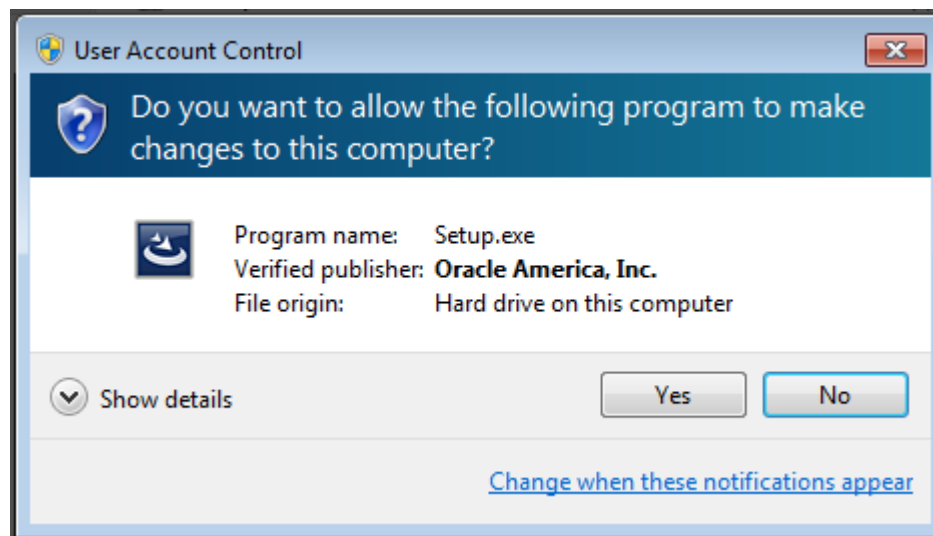 User Account Control
Do you want to allow the following program to make
changes to this computer?
Program name: Setup.exe
Verified publisher: Oracle America, Inc.
File origin: Hard drive on this computer
Show details
Yes
No
Change when these notifications appear